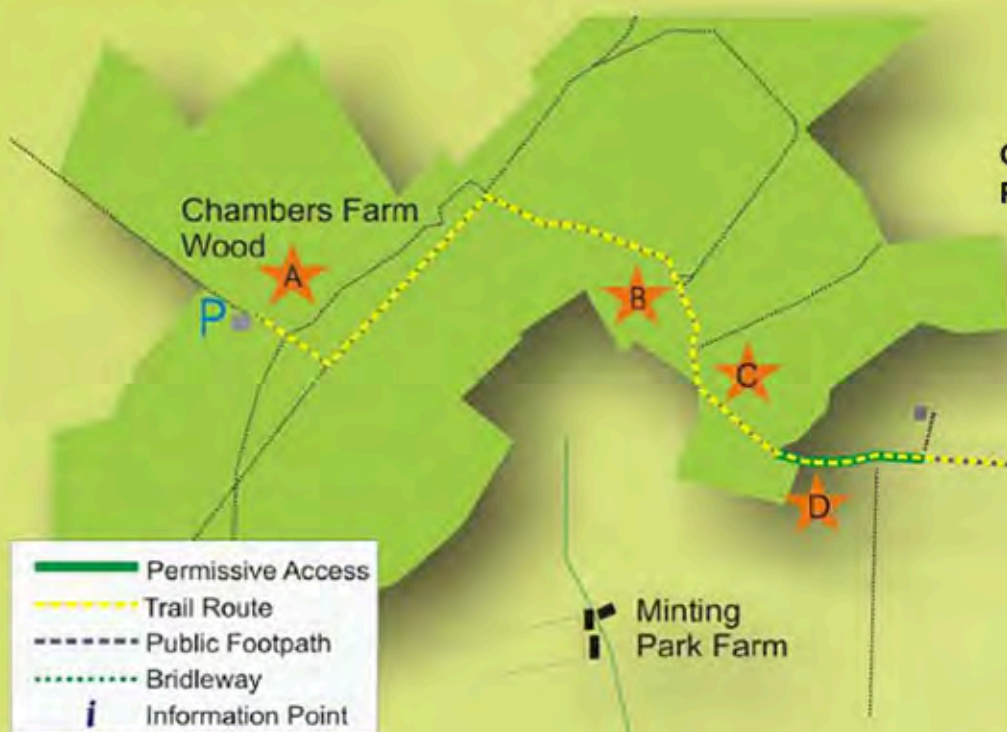 Chambers Farm
Wood
A
P
B
C
D
Minting
Park Farm
Permissive Access
Trail Route
Public Footpath
Bridleway
i Information Point